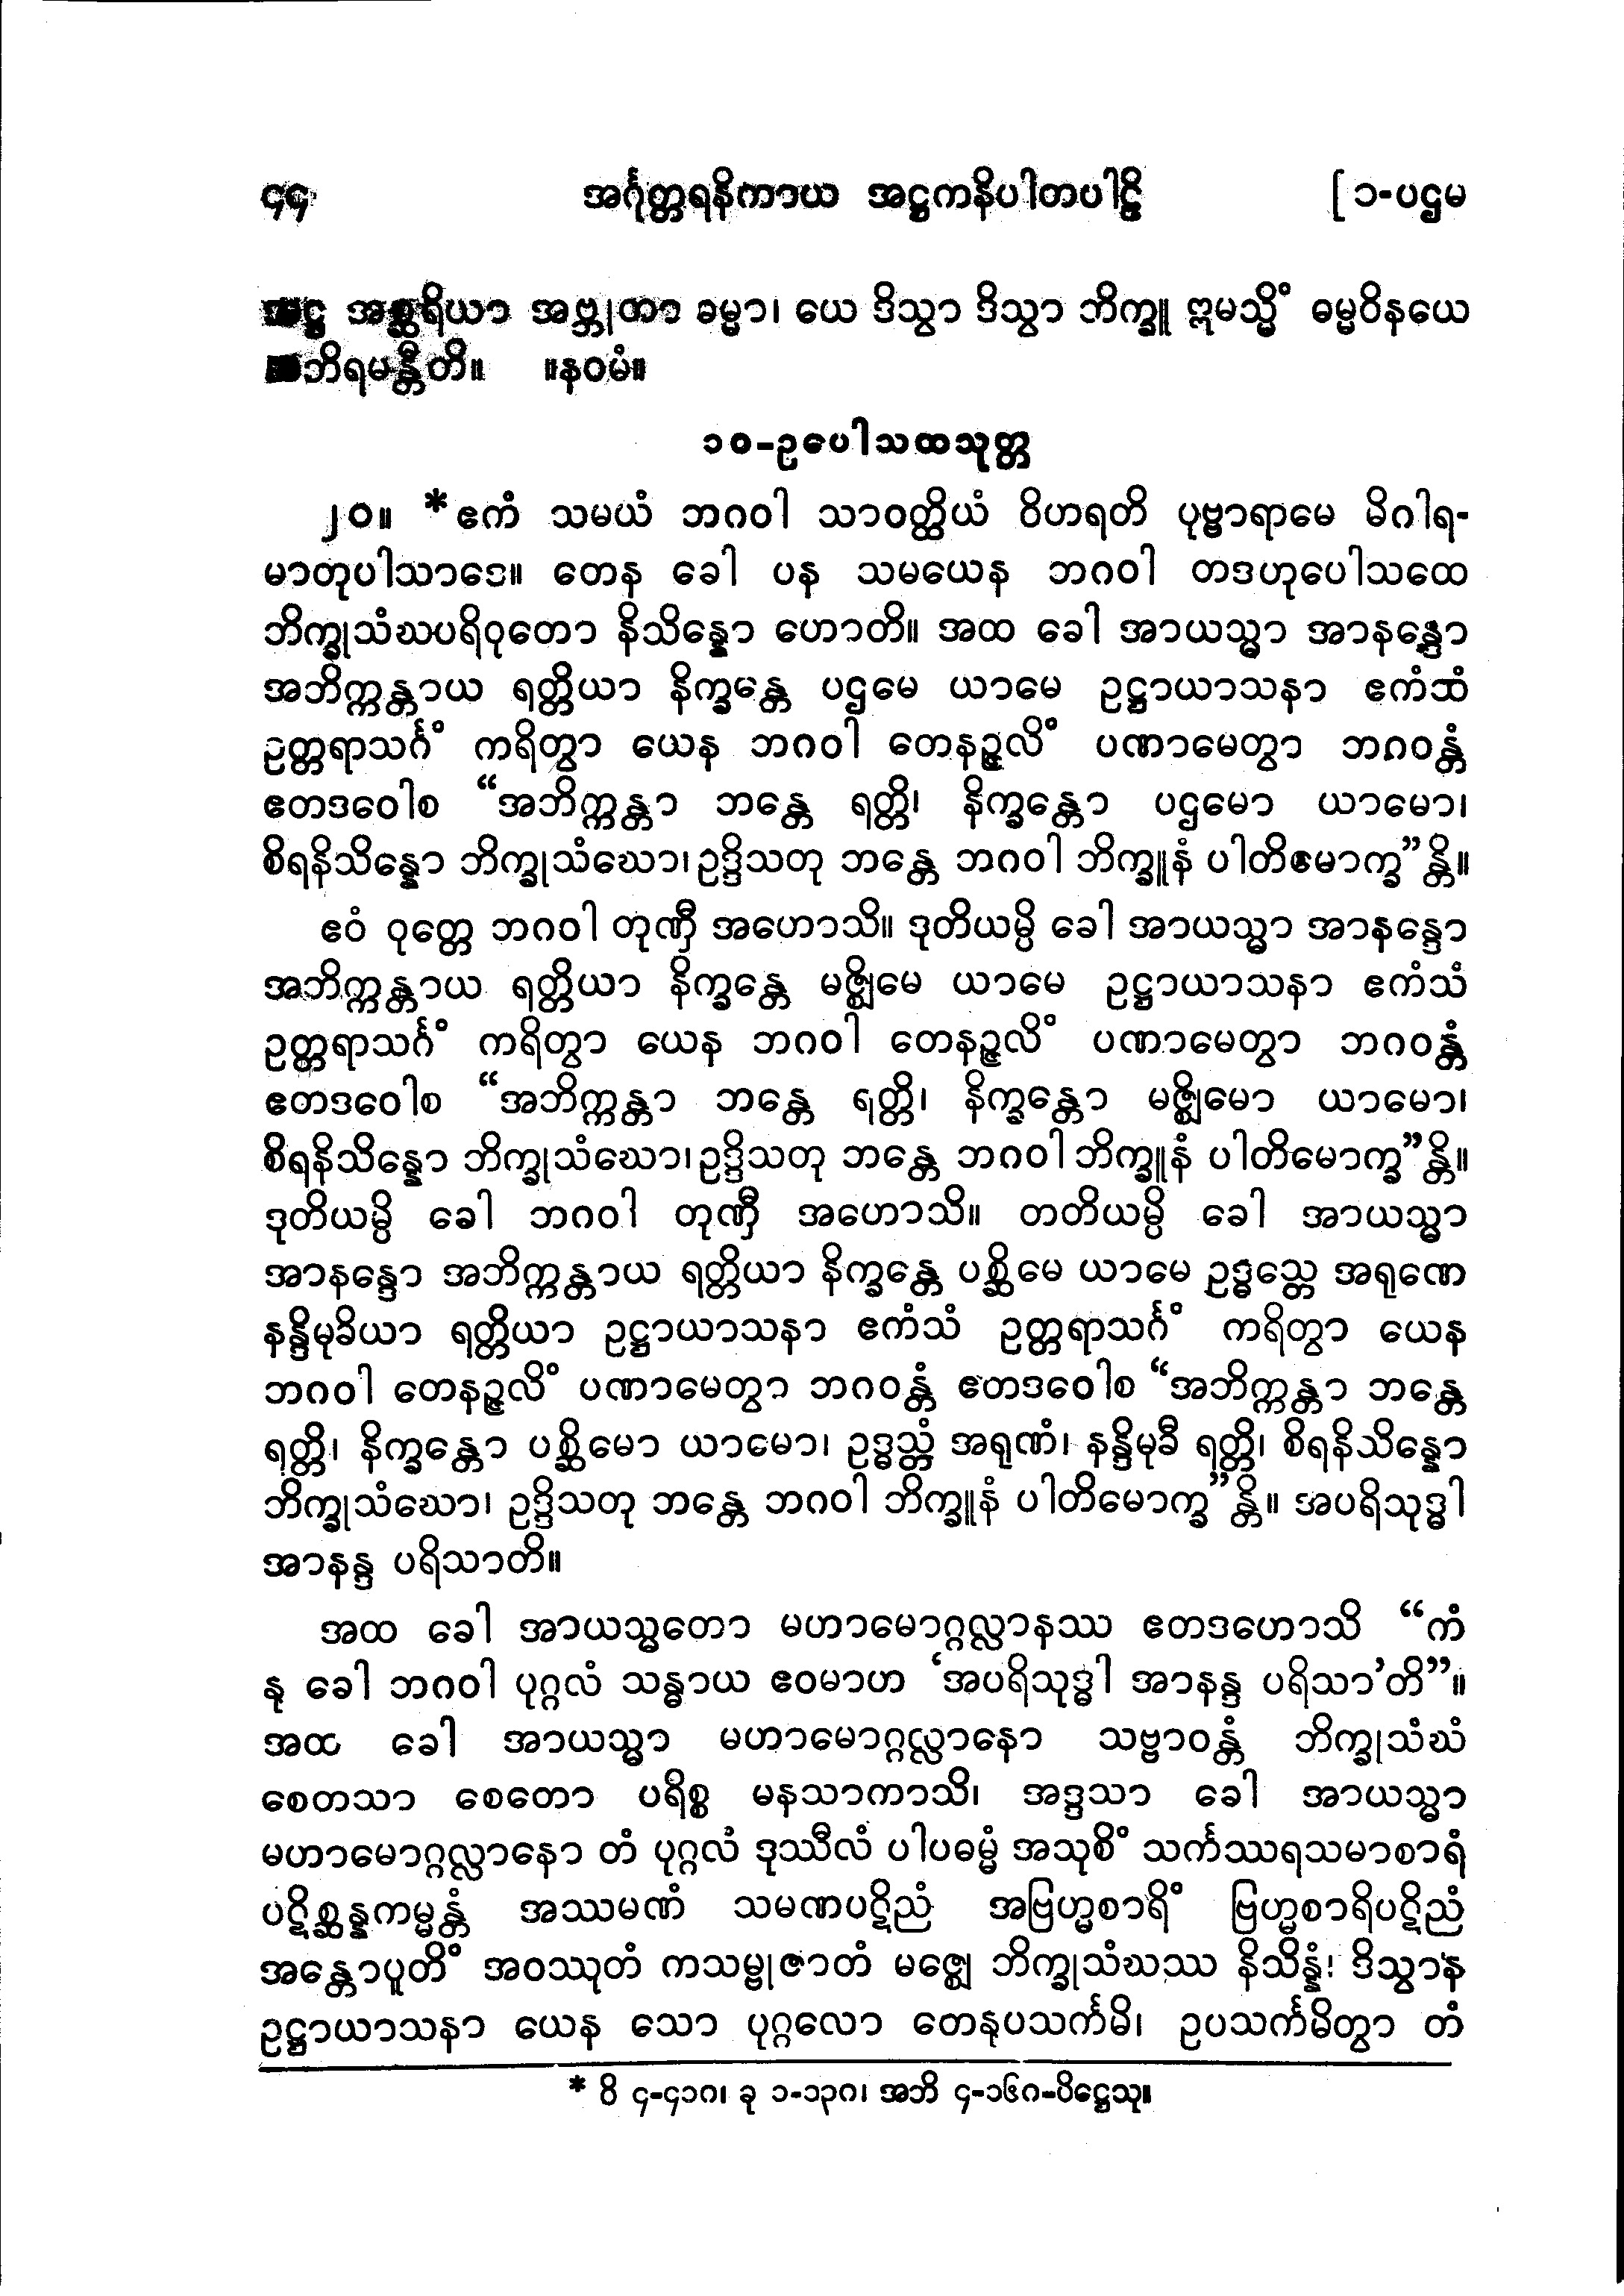 ၄၄ အင်္ဂုတ္တရနိကာယ အဋ္ဌကနိပါတပါဠိ [ ၁-ပဌမ
အဋ္ဌ အစ္ဆရိယာ အဗ္ဘုတာ ဓမ္မာ၊ ယေ ဒိသွာ ဒိသွာ ဘိက္ခူ ဣမသ္မိံ ဓမ္မဝိနယေ
ဘိရမန္တီတိ။ ။နဝမံ။
၁၀-ဥပေါသထသုတ္တ
၂၀။ *ဧကံ သမယံ ဘဂဝါ သာဝတ္ထိယံ ဝိဟရတိ ပုဗ္ဗာရာမေ မိဂါရ-
မာတုပါသာဒေ။ တေန ခေါ ပန သမယေန ဘဂဝါ တဒဟုပေါသထေ
ဘိက္ခုသံဃပရိဝုတော နိသိန္နော ဟောတိ။ အထ ခေါ အာယသ္မာ အာနန္ဒော
အဘိက္ကန္တာယ ရတ္တိယာ နိက္ခန္တေ ပဌမေ ယာမေ ဥဋ္ဌာယာသနာ ဧကံသံ
ဥတ္တရာသင်္ဂံ ကရိတွာ ယေန ဘဂဝါ တေနဉ္ဇလိံ ပဏာမေတွာ ဘဂဝန္တံ
ဧတဒဝေါစ “အဘိက္ကန္တာ ဘန္တေ ရတ္တိ၊ နိက္ခန္တော ပဌမော ယာမော၊
စိရနိသိန္နော ဘိက္ခုသံဃော၊ ဥဒ္ဒိသတု ဘန္တေ ဘဂဝါ ဘိက္ခူနံ ပါတိမောက္ခ”န္တိ။
ဧဝံ ဝုတ္တေ ဘဂဝါ တုဏှီ အဟောသိ။ ဒုတိယမ္ပိ ခေါ အာယသ္မာ အာနန္ဒော
အဘိက္ကန္တာယ ရတ္တိယာ နိက္ခန္တေ မဇ္ဈိမေ ယာမေ ဥဋ္ဌာယာသနာ ဧကံသံ
ဥတ္တရာသင်္ဂံ ကရိတွာ ယေန ဘဂဝါ တေနဉ္ဇလိံ ပဏာမေတွာ ဘဂဝန္တံ
ဧတဒဝေါစ “အဘိက္ကန္တာ ဘန္တေ ရတ္တိ၊ နိက္ခန္တော မဇ္ဈိမော ယာမော၊
စိရနိသိန္နော ဘိက္ခုသံဃော၊ ဥဒ္ဒိသတု ဘန္တေ ဘဂဝါ ဘိက္ခူနံ ပါတိမောက္ခ”န္တိ။
ဒုတိယမ္ပိ ခေါ ဘဂဝါ တုဏှီ အဟောသိ။ တတိယမ္ပိ ခေါ အာယသ္မာ
အာနန္ဒော အဘိက္ကန္တာယ ရတ္တိယာ နိက္ခန္တေ ပစ္ဆိမေ ယာမေ ဥဒ္ဓသ္တေ အရုဏေ
နန္ဒိမုခိယာ ရတ္တိယာ ဥဋ္ဌာယာသနာ ဧကံသံ ဥတ္တရာသင်္ဂံ ကရိတွာ ယေန
ဘဂဝါ တေနဉ္ဇလိံ ပဏာမေတွာ ဘဂဝန္တံ ဧတဒဝေါစ “အဘိက္ကန္တာ ဘန္တေ
ရတ္တိ၊ နိက္ခန္တော ပစ္ဆိမော ယာမော၊ ဥဒ္ဓသ္တံ အရုဏံ၊ နန္ဒိမုခီ ရတ္တိ၊ စိရနိသိန္နော
ဘိက္ခုသံဃော၊ ဥဒ္ဒိသတု ဘန္တေ ဘဂဝါ ဘိက္ခူနံ ပါတိမောက္ခ”န္တိ။ အပရိသုဒ္ဓါ
အာနန္ဒ ပရိသာတိ။
အထ ခေါ အာယသ္မတော မဟာမောဂ္ဂလ္လာနဿ ဧတဒဟောသိ “ကံ
နု ခေါ ဘဂဝါ ပုဂ္ဂလံ သန္ဓာယ ဧဝမာဟ ‘အပရိသုဒ္ဓါ အာနန္ဒ ပရိသာ’တိ”။
အထ ခေါ အာယသ္မာ မဟာမောဂ္ဂလ္လာနော သဗ္ဗာဝန္တံ ဘိက္ခုသံဃံ
စေတသာ စေတော ပရိစ္စ မနသာကာသိ၊ အဒ္ဒသာ ခေါ အာယသ္မာ
မဟာမောဂ္ဂလ္လာနော တံ ပုဂ္ဂလံ ဒုဿီလံ ပါပဓမ္မံ အသုစိံ သင်္ကဿရသမာစာရံ
ပဋိစ္ဆန္နကမ္မန္တံ အဿမဏံ သမဏပဋိညံ အဗြဟ္မစာရိံ ဗြဟ္မစာရိပဋိညံ
အန္တောပူတိံ အဝဿုတံ ကသမ္ဗုဇာတံ မဇ္ဈေ ဘိက္ခုသံဃဿ နိသိန္နံ၊ ဒိသွာန
ဥဋ္ဌာယာသနာ ယေန သော ပုဂ္ဂလော တေနုပသင်္ကမိ၊ ဥပသင်္ကမိတွာ တံ
* ဝိ ၄-၄၁၈၊ ခု ၁-၁၃၈၊ အဘိ ၄-၁၆၈-ပိဋ္ဌေသု။